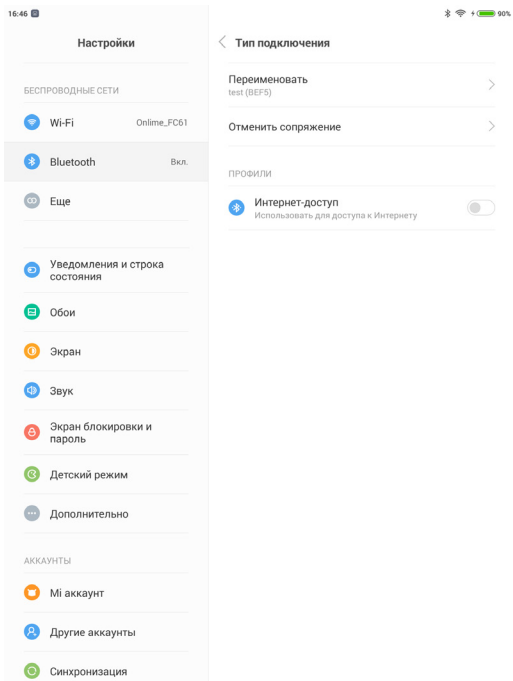 16:46
90%
Настройки
БЕСПРОВОДНЫЕ СЕТИ
Wi-Fi Onlime_FC61
Bluetooth Вкл.
Еще
Уведомления и строка
состояния
Обои
Экран
Звук
Экран блокировки и
пароль
Детский режим
Дополнительно
АККАУНТЫ
Mi аккаунт
Другие аккаунты
Синхронизация
Тип подключения
Переименовать
test (BEF5)
Отменить сопряжение
ПРОФИЛИ
Интернет-доступ
Использовать для доступа к Интернету